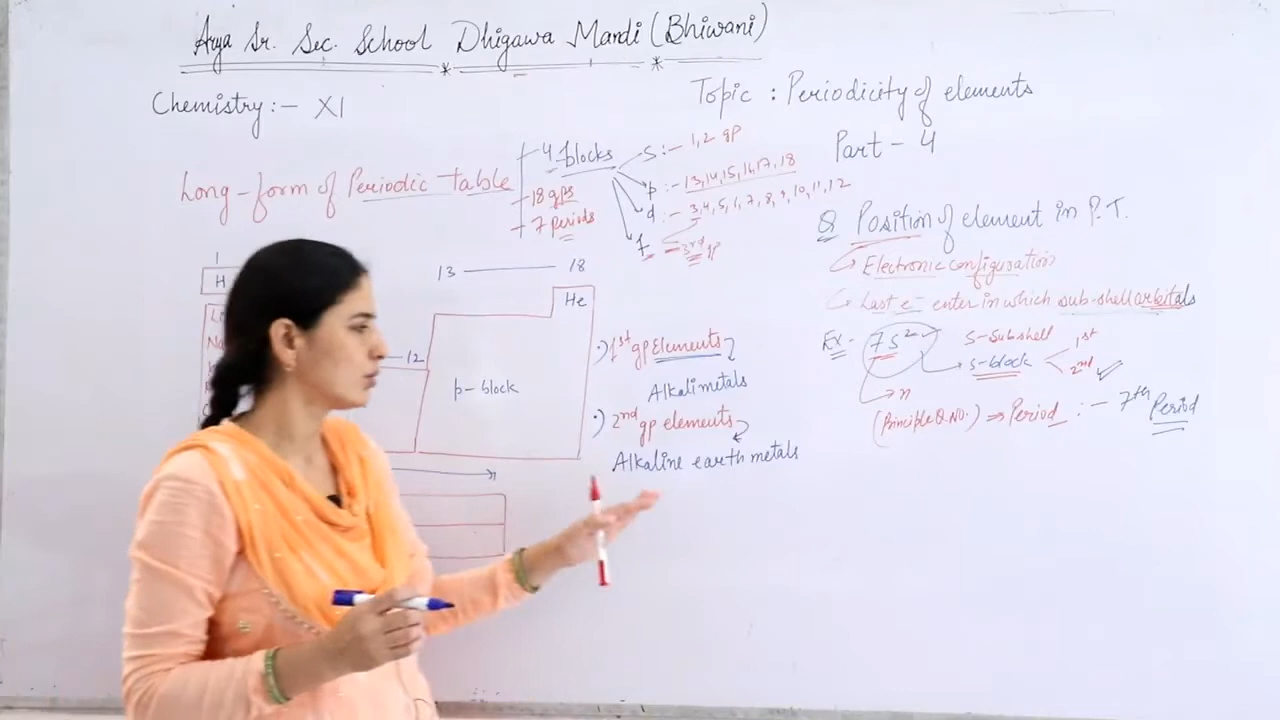 Arya Sr. Sec. School Dhigawa Mandi (Bhiwani)
Chemistry:- XI
Topic : Periodicity of elements
Part - 4
Long-form of Periodic table
4 blocks
18 gps
7 periods
s :- 1, 2 gp
p :- 13, 14, 15, 16, 17, 18
d :- 3, 4, 5, 6, 7, 8, 9, 10, 11, 12
f - 3rd gp
1
H
13 18
He
12
p-block
•) 1st gp Elements
Alkali metals
•) 2nd gp elements
Alkaline earth metals
Q Position of element in P.T.
Electronic configuration
Last e- enter in which sub-shell orbitals
Ex- 7s2
S-Subshell
s-block
1st
2nd
n
(Principle Q.NO.) ⇒ Period :- 7th Period